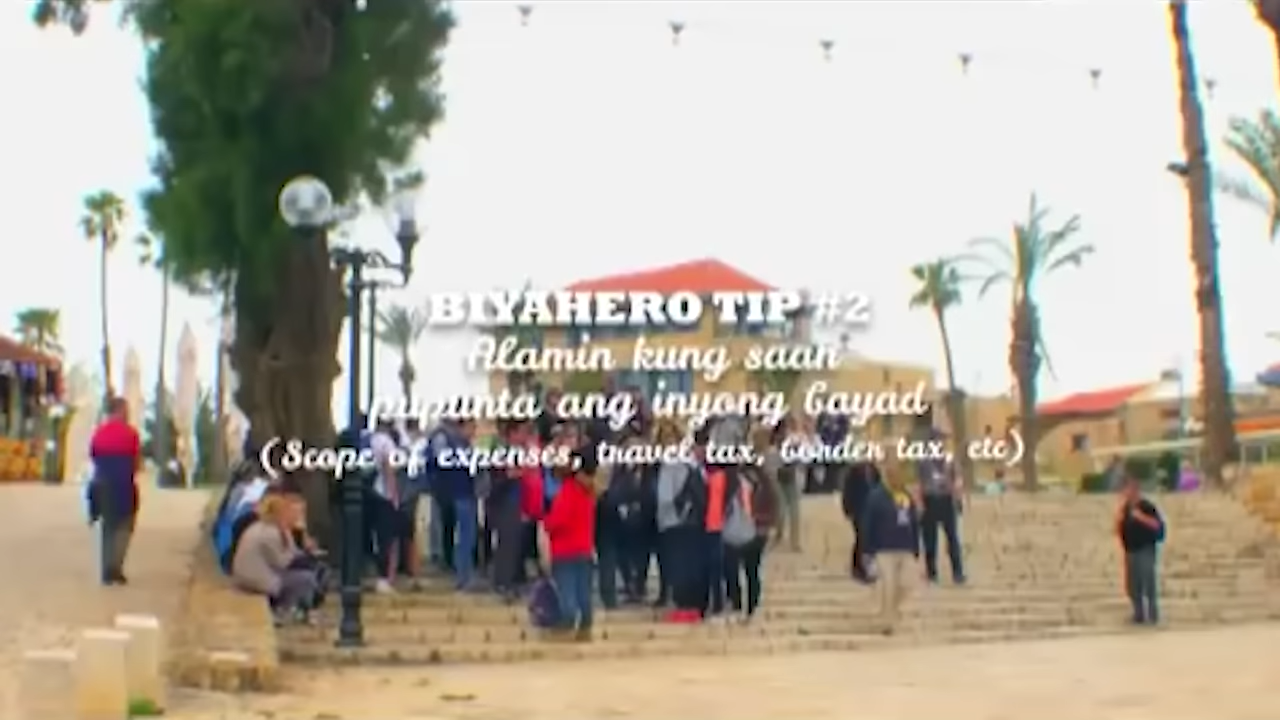 BIYAHERO TIP #2
Alamin kung saan
pupunta ang inyong bayad
(Scope of expenses, travel tax, border tax, etc)